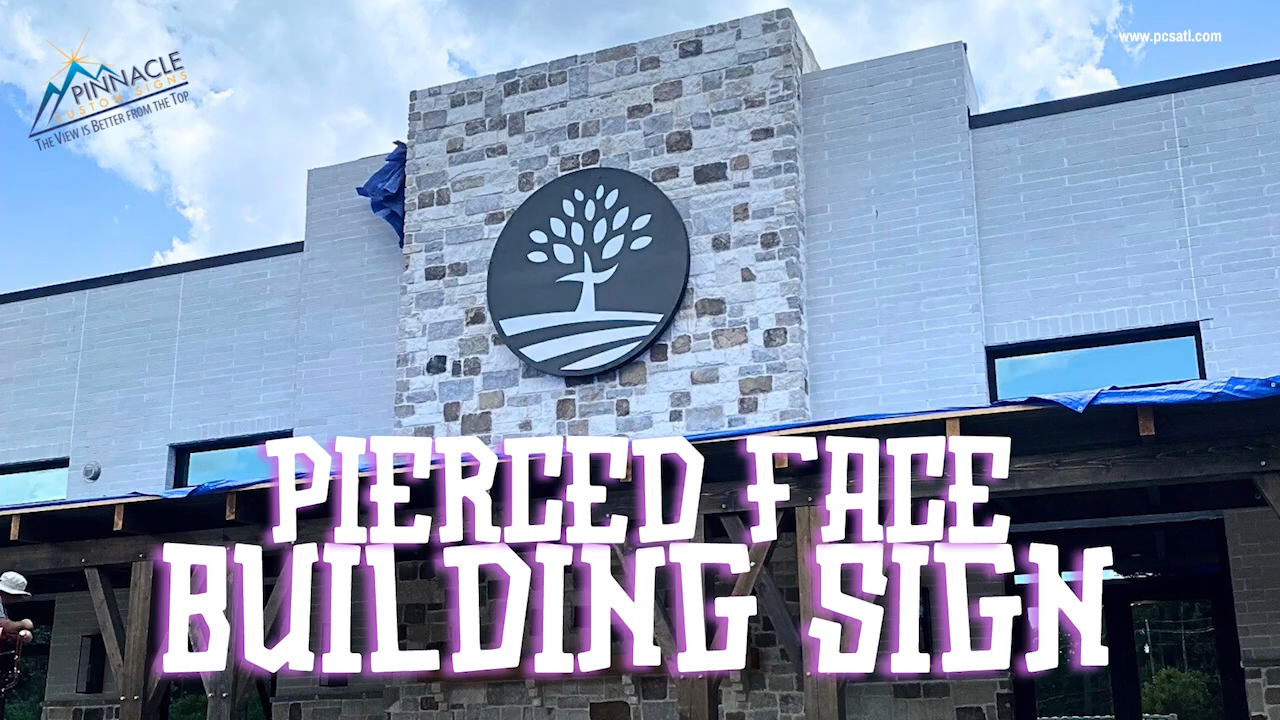 PINNACLE
CUSTOM SIGNS
THE VIEW IS BETTER FROM THE TOP
www.pcsatl.com
PIERCED FACE
BUILDING SIGN